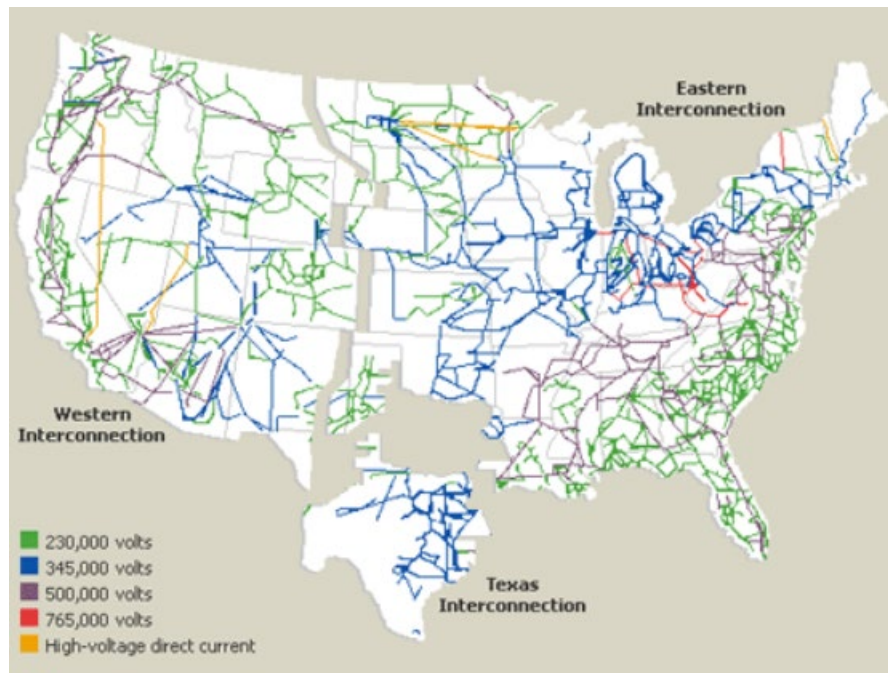 Eastern
Interconnection
Western
Interconnection
Texas
Interconnection
230,000 volts
345,000 volts
500,000 volts
765,000 volts
High-voltage direct current